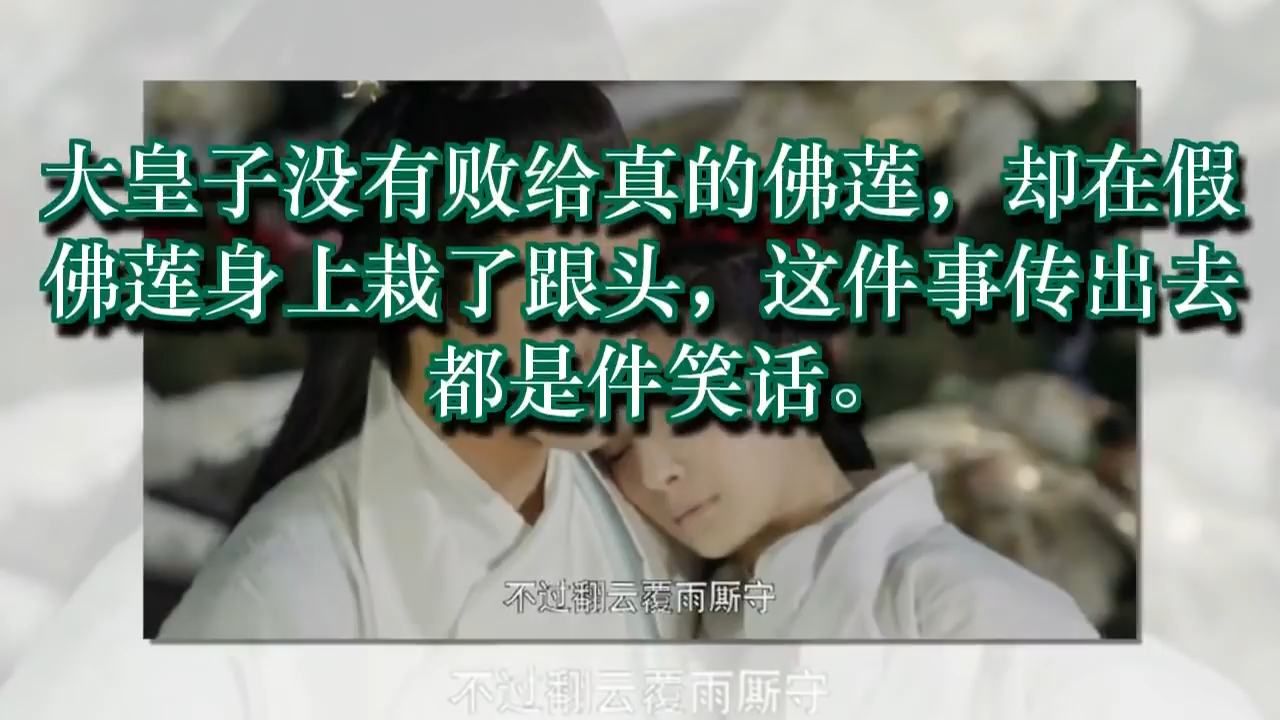 大皇子没有败给真的佛莲，却在假
佛莲身上栽了跟头，这件事传出去
都是件笑话。
不过翻云覆雨厮守
不过翻云覆雨厮守